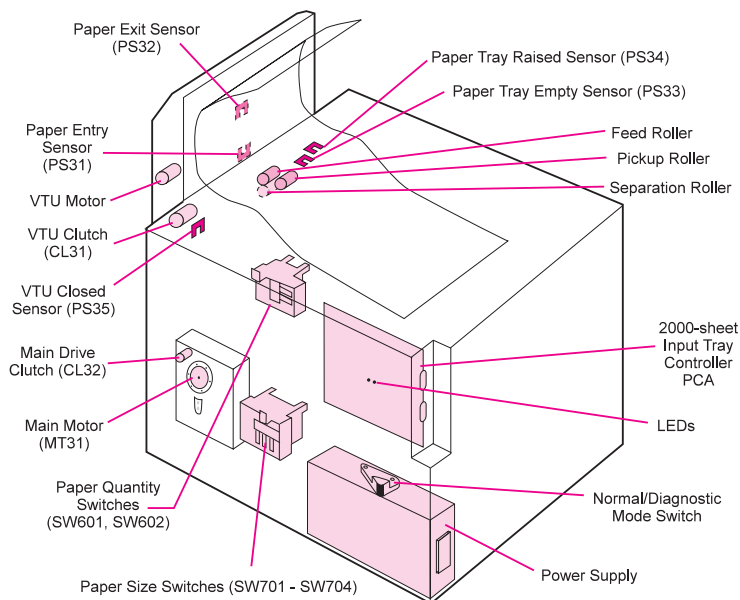 Paper Exit Sensor
(PS32)
Paper Tray Raised Sensor (PS34)
Paper Tray Empty Sensor (PS33)
Paper Entry
Sensor
(PS31)
Feed Roller
Pickup Roller
Separation Roller
VTU Motor
VTU Clutch
(CL31)
VTU Closed
Sensor (PS35)
2000-sheet
Input Tray
Controller
PCA
Main Drive
Clutch (CL32)
Main Motor
(MT31)
LEDs
Paper Quantity
Switches
(SW601, SW602)
Normal/Diagnostic
Mode Switch
Paper Size Switches (SW701 - SW704)
Power Supply